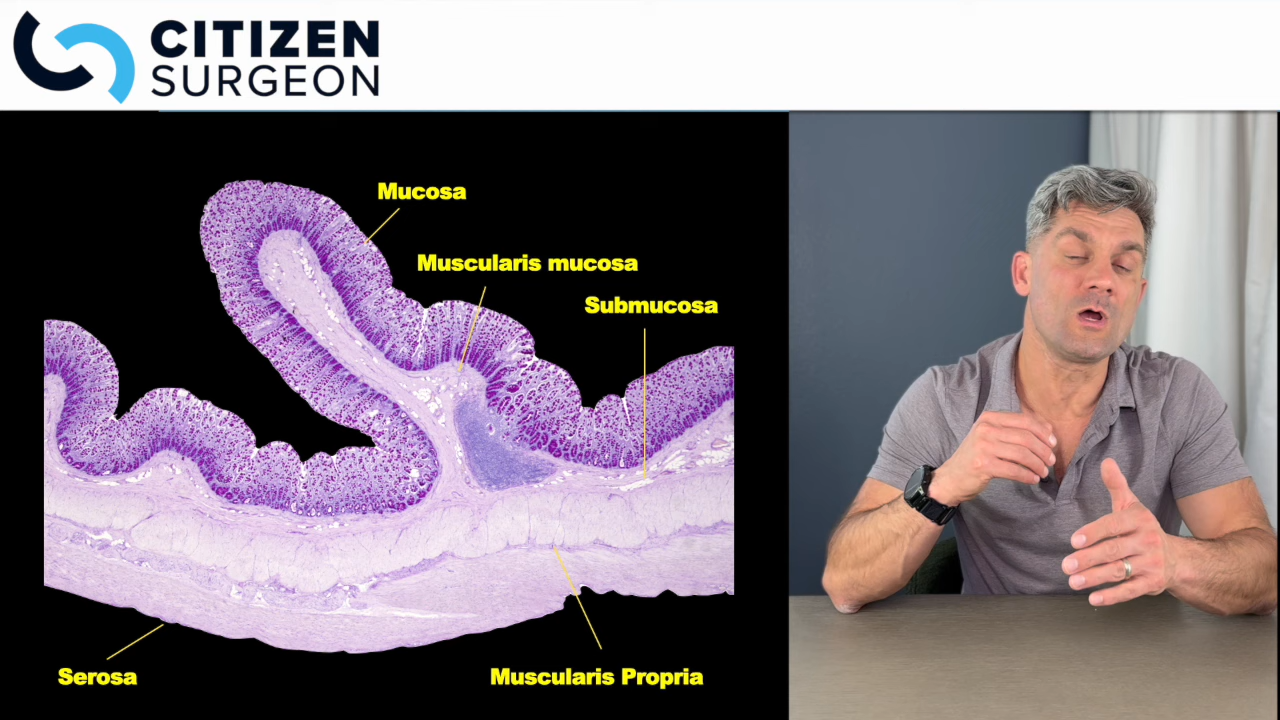 CITIZEN
SURGEON
Mucosa
Muscularis mucosa
Submucosa
Serosa
Muscularis Propria